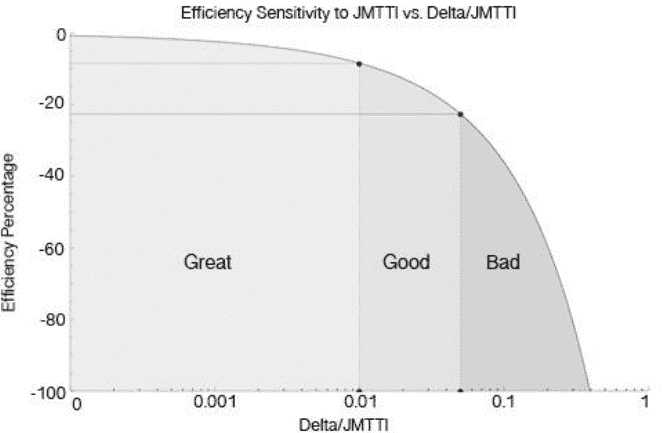 Efficiency Sensitivity to JMTTI vs. Delta/JMTTI
0
-20
-40
-60
-80
-100
Efficiency Percentage
Great Good Bad
0 0.001 0.01 0.1 1
Delta/JMTTI